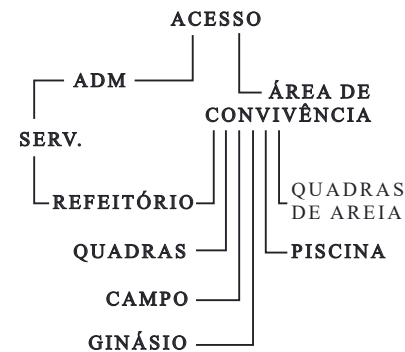 ACESSO
ADM
ÁREA DE
CONVIVÊNCIA
SERV.
REFEITÓRIO
QUADRAS
DE AREIA
QUADRAS
PISCINA
CAMPO
GINÁSIO